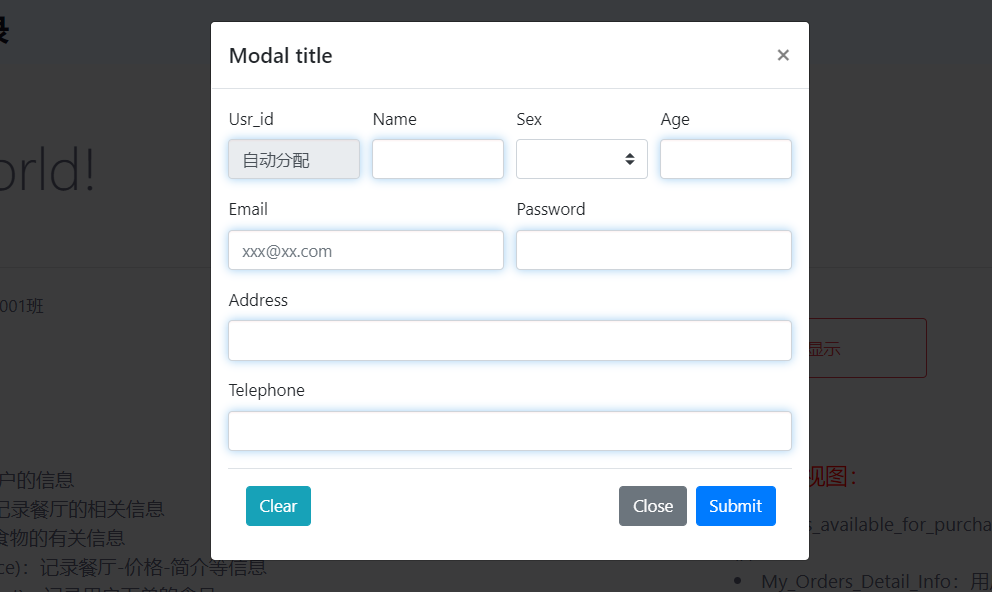 录
Modal title ×
Usr_id Name Sex Age
自动分配
orld!
Email Password
xxx@xx.com
Address
001班
显示
Telephone
户的信息
视图：
Clear Close Submit
记录餐厅的相关信息
s_available_for_purcha
食物的有关信息
ce)：记录餐厅-价格-简介等信息
My_Orders_Detail_Info：用